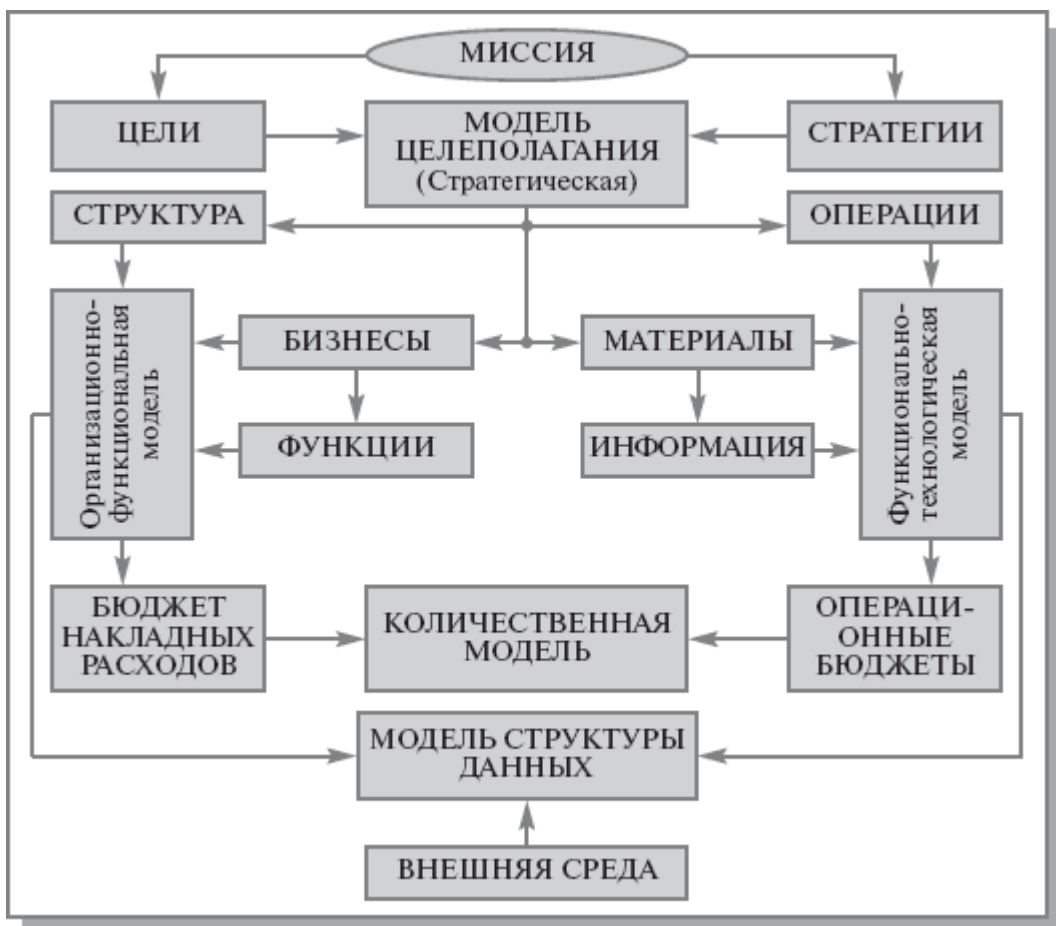 МИССИЯ
ЦЕЛИ
МОДЕЛЬ
ЦЕЛЕПОЛАГАНИЯ
(Стратегическая)
СТРАТЕГИИ
СТРУКТУРА
ОПЕРАЦИИ
Организационно-
функциональная
модель
БИЗНЕСЫ
МАТЕРИАЛЫ
Функционально-
технологическая
модель
ФУНКЦИИ
ИНФОРМАЦИЯ
БЮДЖЕТ
НАКЛАДНЫХ
РАСХОДОВ
КОЛИЧЕСТВЕННАЯ
МОДЕЛЬ
ОПЕРАЦИ-
ОННЫЕ
БЮДЖЕТЫ
МОДЕЛЬ СТРУКТУРЫ
ДАННЫХ
ВНЕШНЯЯ СРЕДА